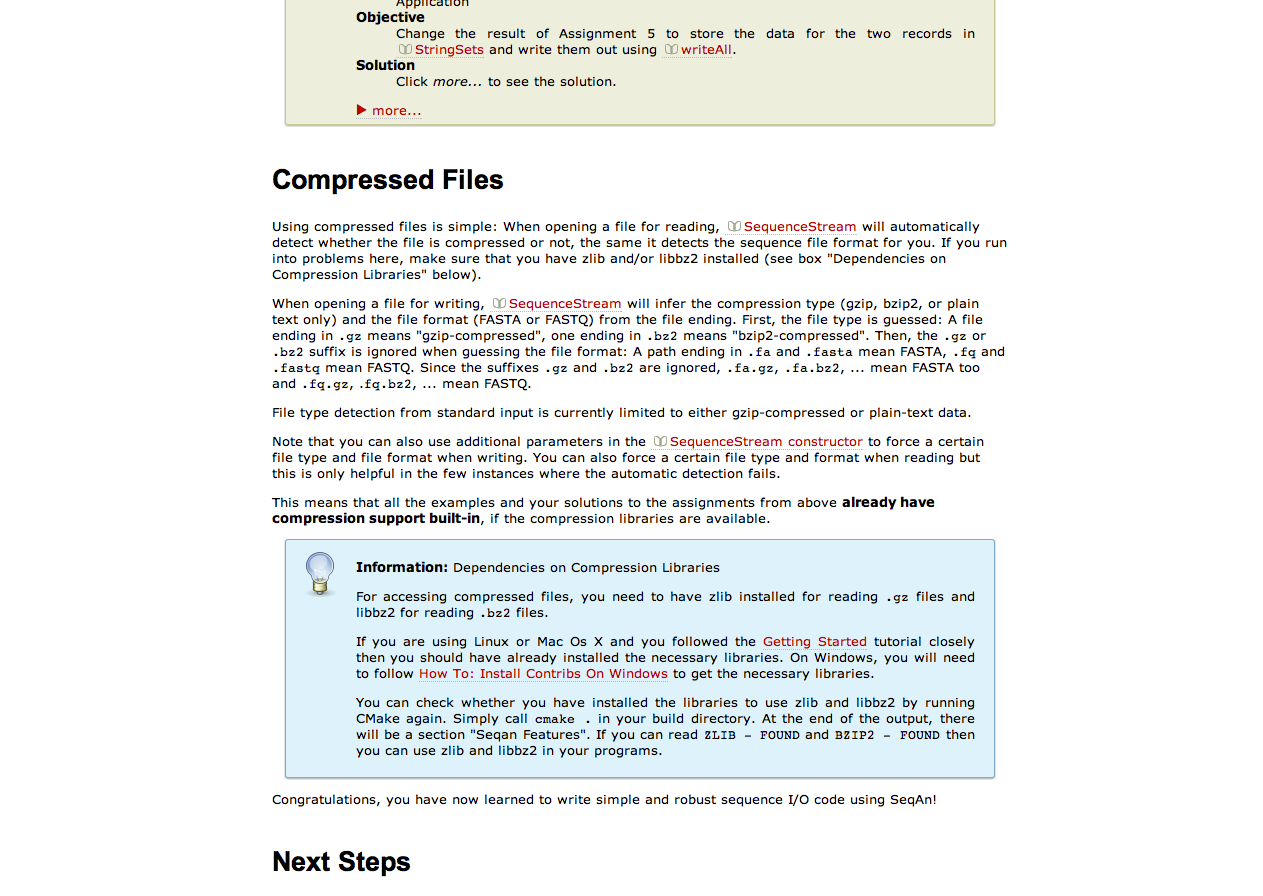 Application
Objective
Change the result of Assignment 5 to store the data for the two records in
StringSets and write them out using writeAll.
Solution
Click more... to see the solution.
more...
Compressed Files
Using compressed files is simple: When opening a file for reading, SequenceStream will automatically
detect whether the file is compressed or not, the same it detects the sequence file format for you. If you run
into problems here, make sure that you have zlib and/or libbz2 installed (see box "Dependencies on
Compression Libraries" below).
When opening a file for writing, SequenceStream will infer the compression type (gzip, bzip2, or plain
text only) and the file format (FASTA or FASTQ) from the file ending. First, the file type is guessed: A file
ending in .gz means "gzip-compressed", one ending in .bz2 means "bzip2-compressed". Then, the .gz or
.bz2 suffix is ignored when guessing the file format: A path ending in .fa and .fasta mean FASTA, .fq and
.fastq mean FASTQ. Since the suffixes .gz and .bz2 are ignored, .fa.gz, .fa.bz2, ... mean FASTA too
and .fq.gz, .fq.bz2, ... mean FASTQ.
File type detection from standard input is currently limited to either gzip-compressed or plain-text data.
Note that you can also use additional parameters in the SequenceStream constructor to force a certain
file type and file format when writing. You can also force a certain file type and format when reading but
this is only helpful in the few instances where the automatic detection fails.
This means that all the examples and your solutions to the assignments from above already have
compression support built-in, if the compression libraries are available.
Information: Dependencies on Compression Libraries
For accessing compressed files, you need to have zlib installed for reading .gz files and
libbz2 for reading .bz2 files.
If you are using Linux or Mac Os X and you followed the Getting Started tutorial closely
then you should have already installed the necessary libraries. On Windows, you will need
to follow How To: Install Contribs On Windows to get the necessary libraries.
You can check whether you have installed the libraries to use zlib and libbz2 by running
CMake again. Simply call cmake . in your build directory. At the end of the output, there
will be a section "Seqan Features". If you can read ZLIB - FOUND and BZIP2 - FOUND then
you can use zlib and libbz2 in your programs.
Congratulations, you have now learned to write simple and robust sequence I/O code using SeqAn!
Next Steps